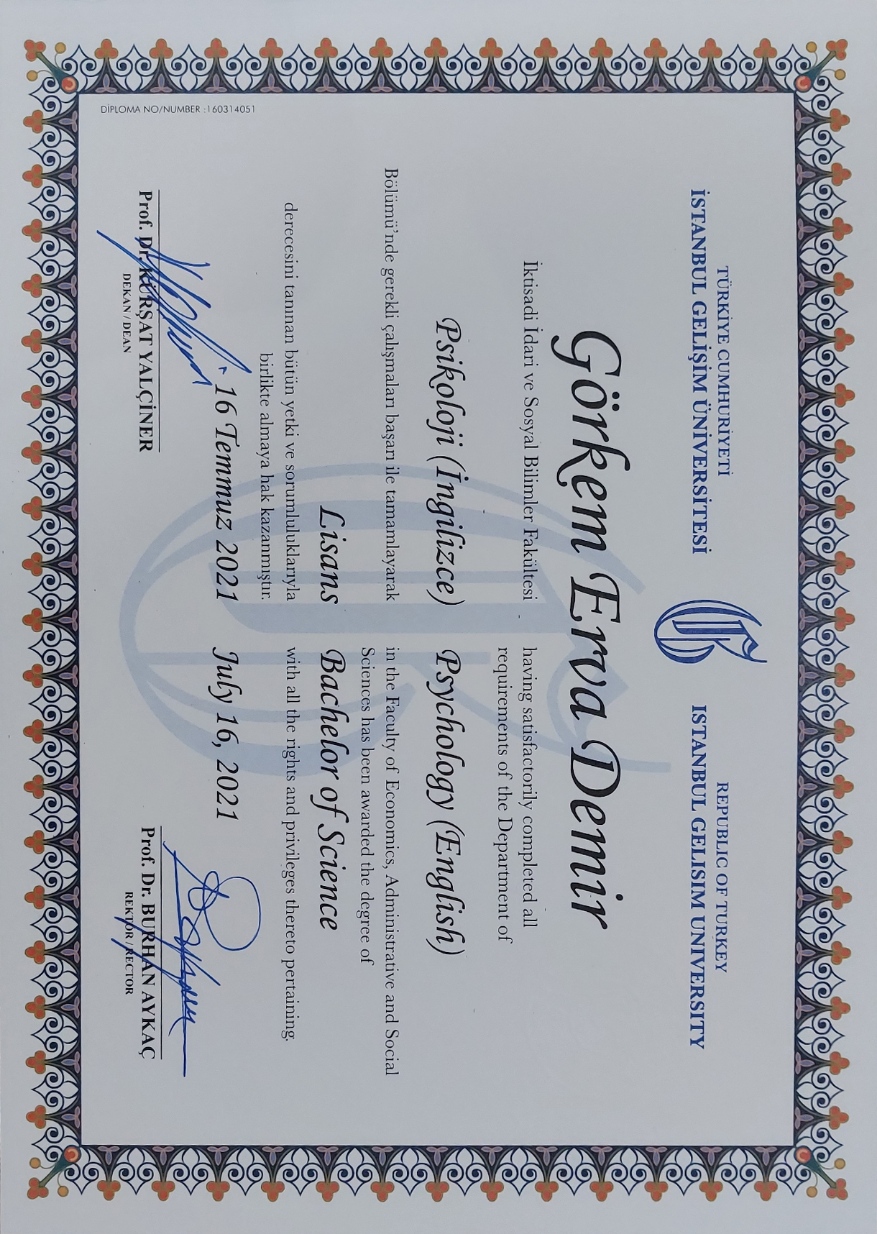 TÜRKİYE CUMHURİYETİ
İSTANBUL GELİŞİM ÜNİVERSİTESİ
REPUBLIC OF TURKEY
ISTANBUL GELISIM UNIVERSITY
Görkem Erva Demir
İktisadi İdari ve Sosyal Bilimler Fakültesi
Psikoloji (İngilizce)
Bölümü'nde gerekli çalışmaları başarı ile tamamlayarak
Lisans
derecesini tanınan bütün yetki ve sorumluluklarıyla
birlikte almaya hak kazanmıştır.
16 Temmuz 2021
having satisfactorily completed all
requirements of the Department of
Psychology (English)
in the Faculty of Economics, Administrative and Social
Sciences has been awarded the degree of
Bachelor of Science
with all the rights and privileges thereto pertaining.
July 16, 2021
Prof. Dr. KÜRŞAT YALÇİNER
DEKAN / DEAN
Prof. Dr. BURHAN AYKAÇ
REKTÖR / RECTOR
DİPLOMA NO/NUMBER :160314051